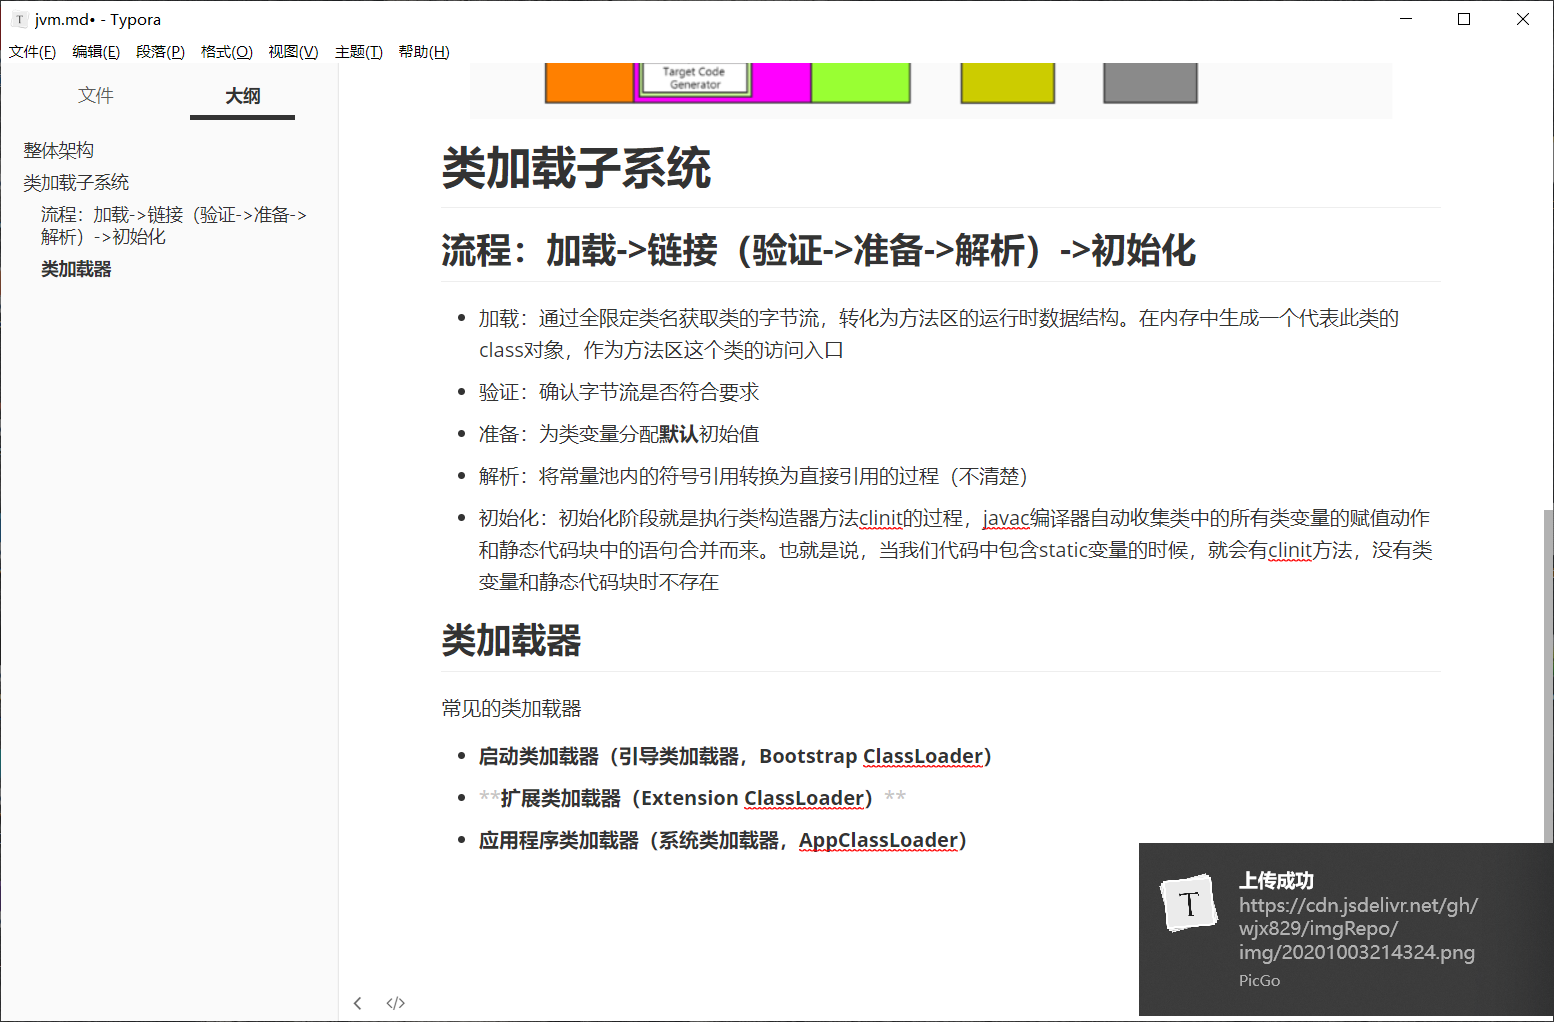 T jvm.md• - Typora
文件(F) 编辑(E) 段落(P) 格式(O) 视图(V) 主题(T) 帮助(H)
文件 大纲
整体架构
类加载子系统
流程：加载->链接（验证->准备->
解析）->初始化
类加载器
Target Code
Generator
类加载子系统
流程：加载->链接（验证->准备->解析）->初始化
加载：通过全限定类名获取类的字节流，转化为方法区的运行时数据结构。在内存中生成一个代表此类的
class对象，作为方法区这个类的访问入口
验证：确认字节流是否符合要求
准备：为类变量分配默认初始值
解析：将常量池内的符号引用转换为直接引用的过程（不清楚）
初始化：初始化阶段就是执行类构造器方法clinit的过程，javac编译器自动收集类中的所有类变量的赋值动作
和静态代码块中的语句合并而来。也就是说，当我们代码中包含static变量的时候，就会有clinit方法，没有类
变量和静态代码块时不存在
类加载器
常见的类加载器
启动类加载器（引导类加载器，Bootstrap ClassLoader）
**扩展类加载器（Extension ClassLoader）**
应用程序类加载器（系统类加载器，AppClassLoader）
T
上传成功
https://cdn.jsdelivr.net/gh/
wjx829/imgRepo/
img/20201003214324.png
PicGo